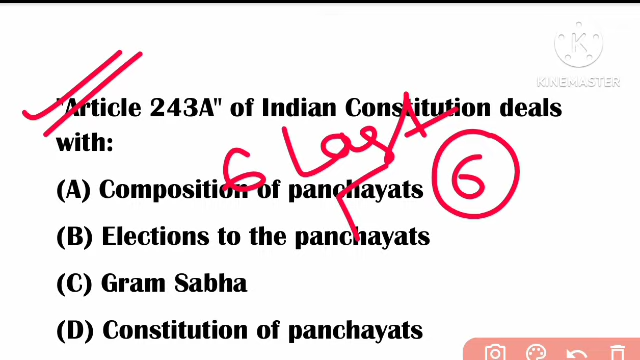 KINEMASTER
"Article 243A" of Indian Constitution deals
with:
6 Last
(A) Composition of panchayats
6
(B) Elections to the panchayats
(C) Gram Sabha
(D) Constitution of panchayats